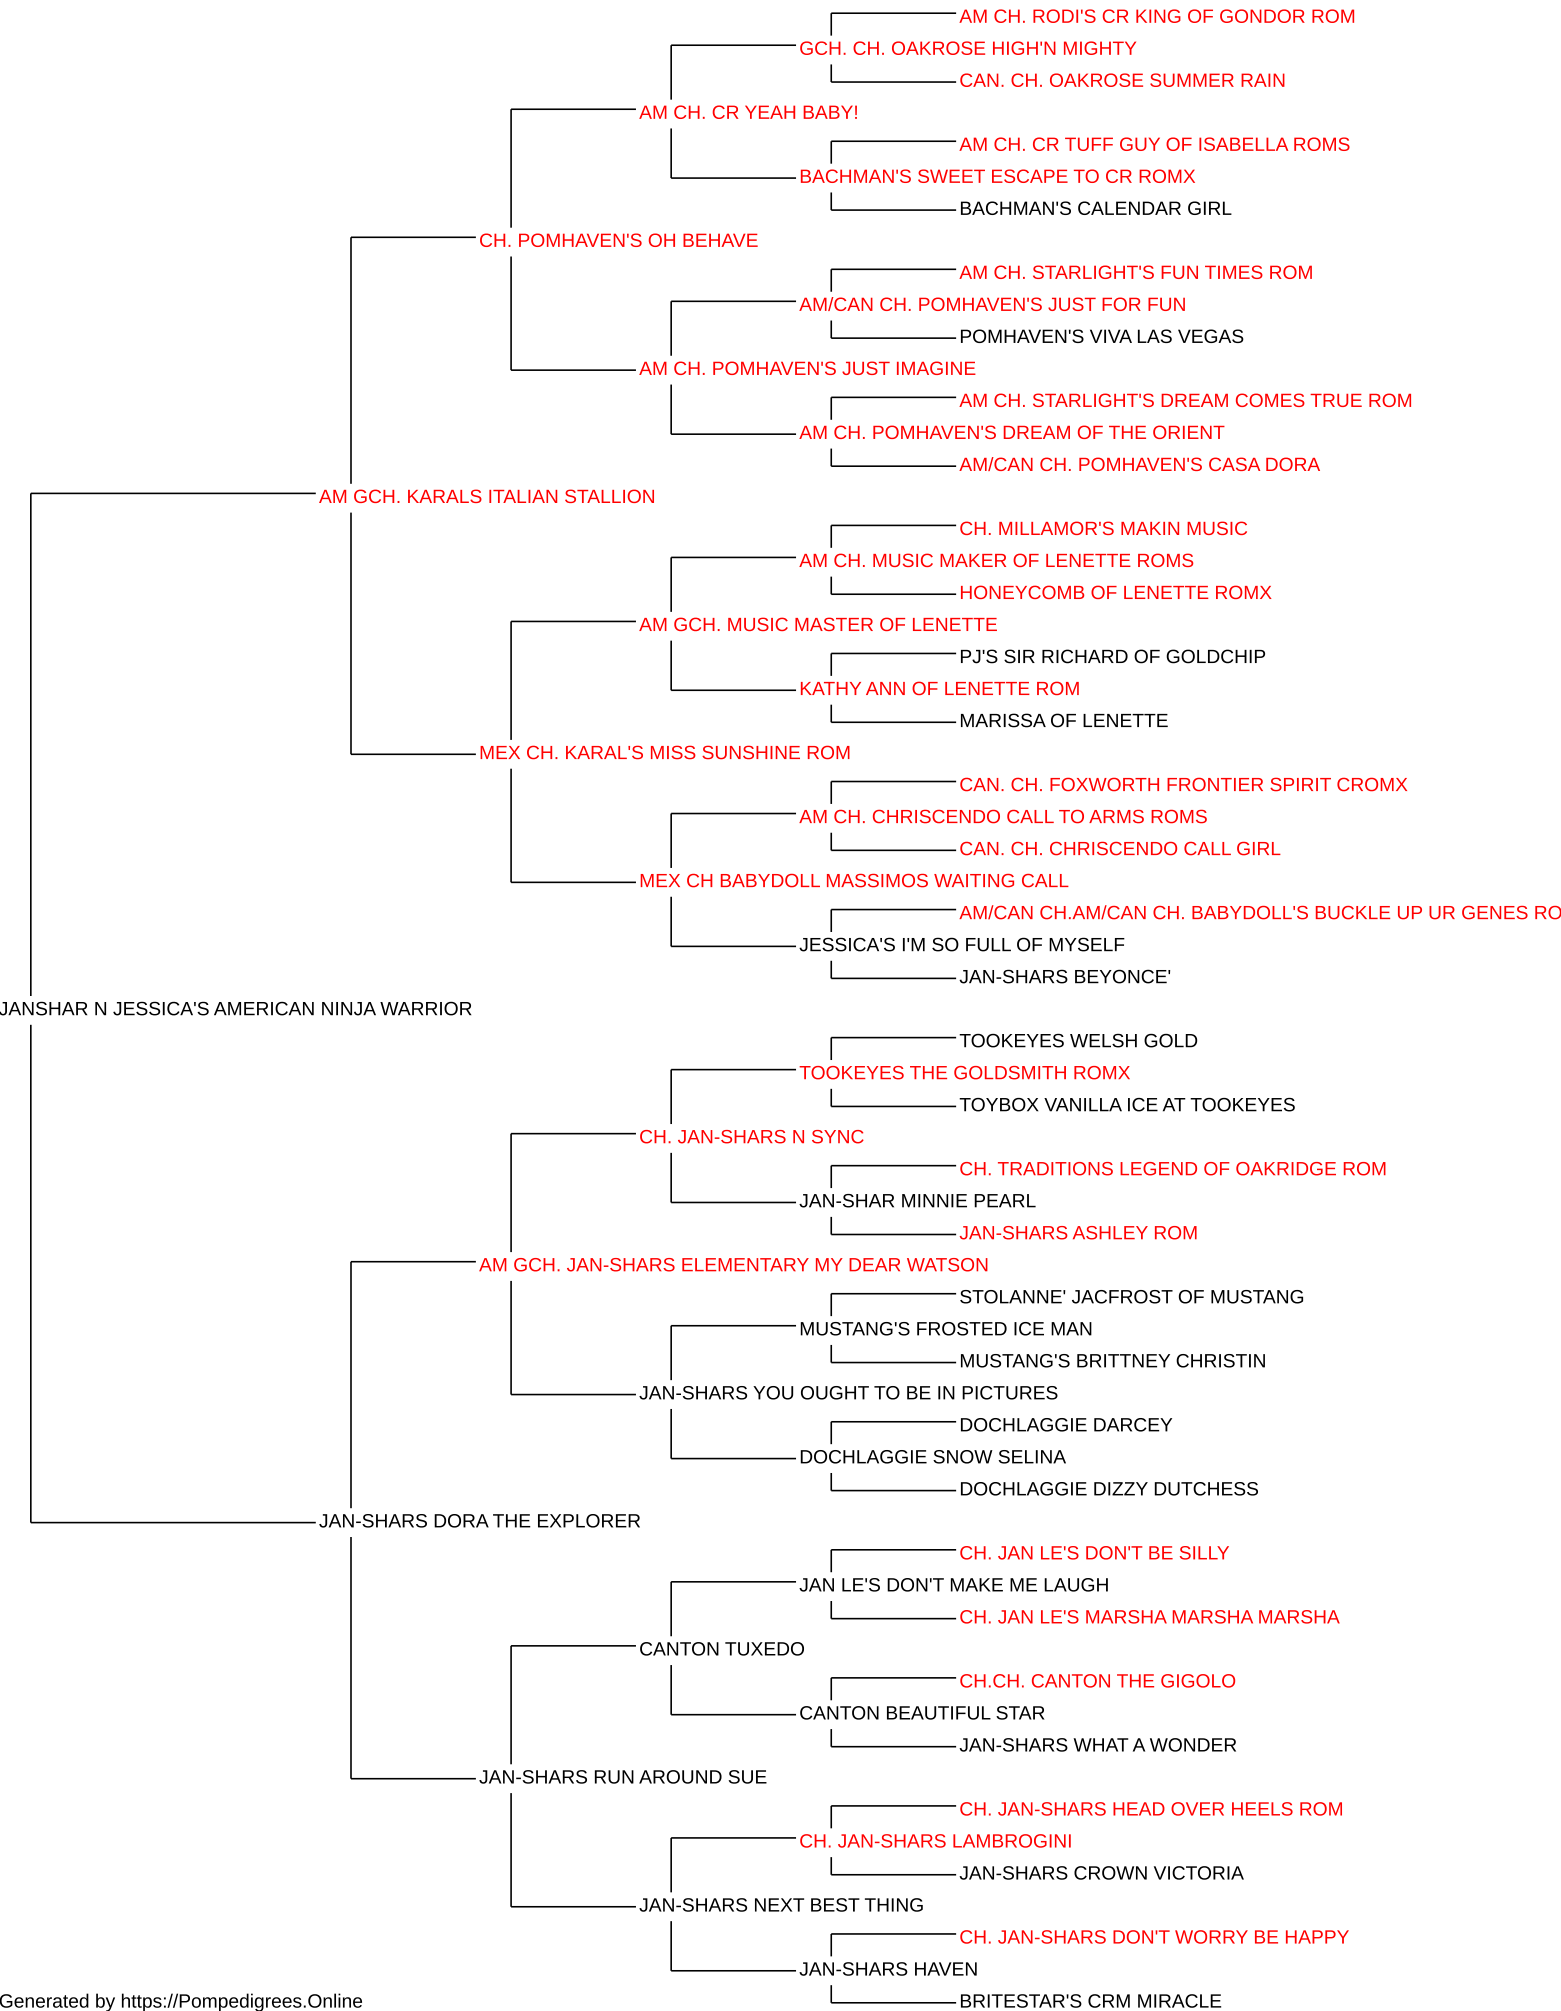 AM CH. RODI'S CR KING OF GONDOR ROM
GCH. CH. OAKROSE HIGH'N MIGHTY
CAN. CH. OAKROSE SUMMER RAIN
AM CH. CR YEAH BABY!
AM CH. CR TUFF GUY OF ISABELLA ROMS
BACHMAN'S SWEET ESCAPE TO CR ROMX
BACHMAN'S CALENDAR GIRL
CH. POMHAVEN'S OH BEHAVE
AM CH. STARLIGHT'S FUN TIMES ROM
AM/CAN CH. POMHAVEN'S JUST FOR FUN
POMHAVEN'S VIVA LAS VEGAS
AM CH. POMHAVEN'S JUST IMAGINE
AM CH. STARLIGHT'S DREAM COMES TRUE ROM
AM CH. POMHAVEN'S DREAM OF THE ORIENT
AM/CAN CH. POMHAVEN'S CASA DORA
AM GCH. KARALS ITALIAN STALLION
CH. MILLAMOR'S MAKIN MUSIC
AM CH. MUSIC MAKER OF LENETTE ROMS
HONEYCOMB OF LENETTE ROMX
AM GCH. MUSIC MASTER OF LENETTE
PJ'S SIR RICHARD OF GOLDCHIP
KATHY ANN OF LENETTE ROM
MARISSA OF LENETTE
MEX CH. KARAL'S MISS SUNSHINE ROM
CAN. CH. FOXWORTH FRONTIER SPIRIT CROMX
AM CH. CHRISCENDO CALL TO ARMS ROMS
CAN. CH. CHRISCENDO CALL GIRL
MEX CH BABYDOLL MASSIMOS WAITING CALL
AM/CAN CH.AM/CAN CH. BABYDOLL'S BUCKLE UP UR GENES RO
JESSICA'S I'M SO FULL OF MYSELF
JAN-SHARS BEYONCE'
JANSHAR N JESSICA'S AMERICAN NINJA WARRIOR
TOOKEYES WELSH GOLD
TOOKEYES THE GOLDSMITH ROMX
TOYBOX VANILLA ICE AT TOOKEYES
CH. JAN-SHARS N SYNC
CH. TRADITIONS LEGEND OF OAKRIDGE ROM
JAN-SHAR MINNIE PEARL
JAN-SHARS ASHLEY ROM
AM GCH. JAN-SHARS ELEMENTARY MY DEAR WATSON
STOLANNE' JACFROST OF MUSTANG
MUSTANG'S FROSTED ICE MAN
MUSTANG'S BRITTNEY CHRISTIN
JAN-SHARS YOU OUGHT TO BE IN PICTURES
DOCHLAGGIE DARCEY
DOCHLAGGIE SNOW SELINA
DOCHLAGGIE DIZZY DUTCHESS
JAN-SHARS DORA THE EXPLORER
CH. JAN LE'S DON'T BE SILLY
JAN LE'S DON'T MAKE ME LAUGH
CH. JAN LE'S MARSHA MARSHA MARSHA
CANTON TUXEDO
CH.CH. CANTON THE GIGOLO
CANTON BEAUTIFUL STAR
JAN-SHARS WHAT A WONDER
JAN-SHARS RUN AROUND SUE
CH. JAN-SHARS HEAD OVER HEELS ROM
CH. JAN-SHARS LAMBROGINI
JAN-SHARS CROWN VICTORIA
JAN-SHARS NEXT BEST THING
CH. JAN-SHARS DON'T WORRY BE HAPPY
JAN-SHARS HAVEN
BRITESTAR'S CRM MIRACLE
Generated by https://Pompedigrees.Online